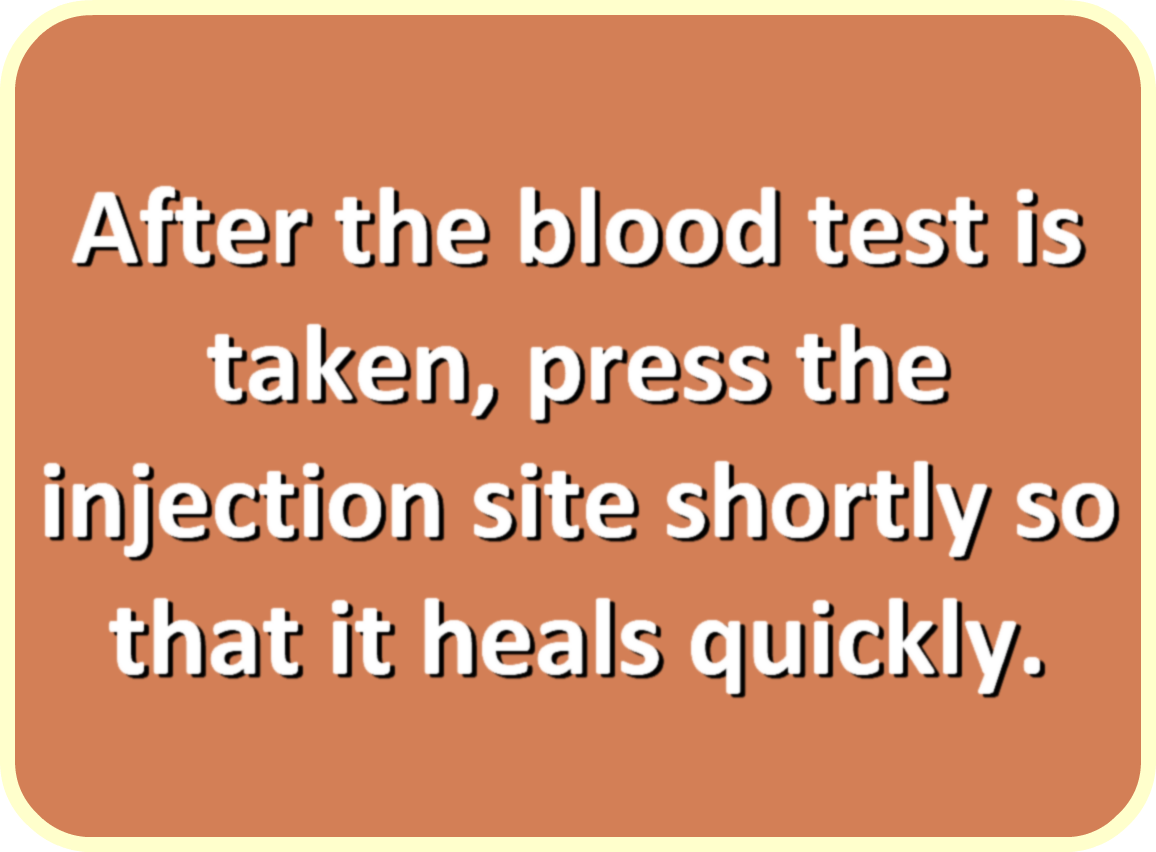 After the blood test is
taken, press the
injection site shortly so
that it heals quickly.